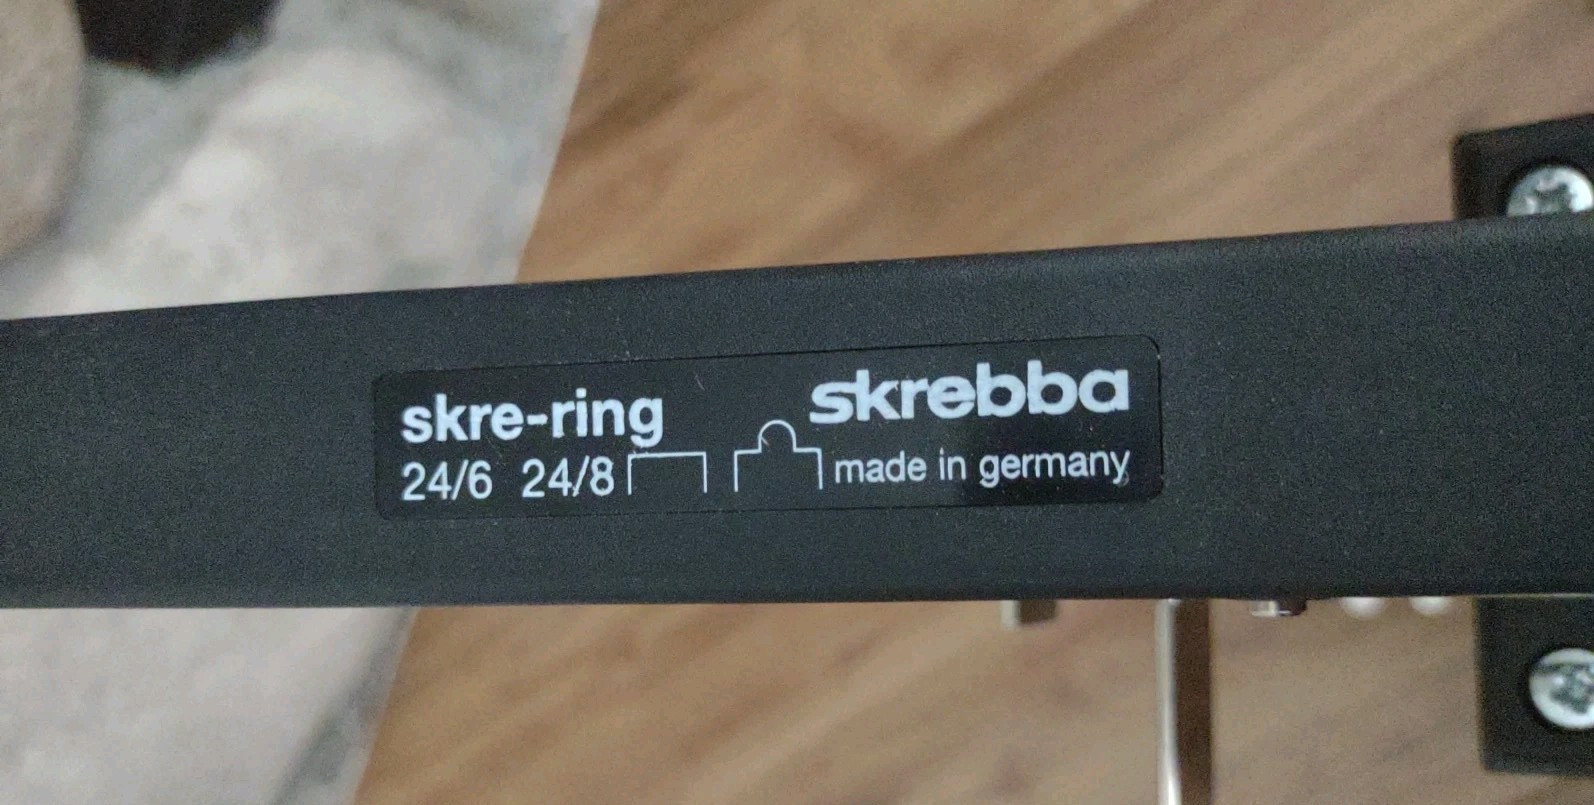 skre-ring
24/6 24/8
skrebba
made in germany